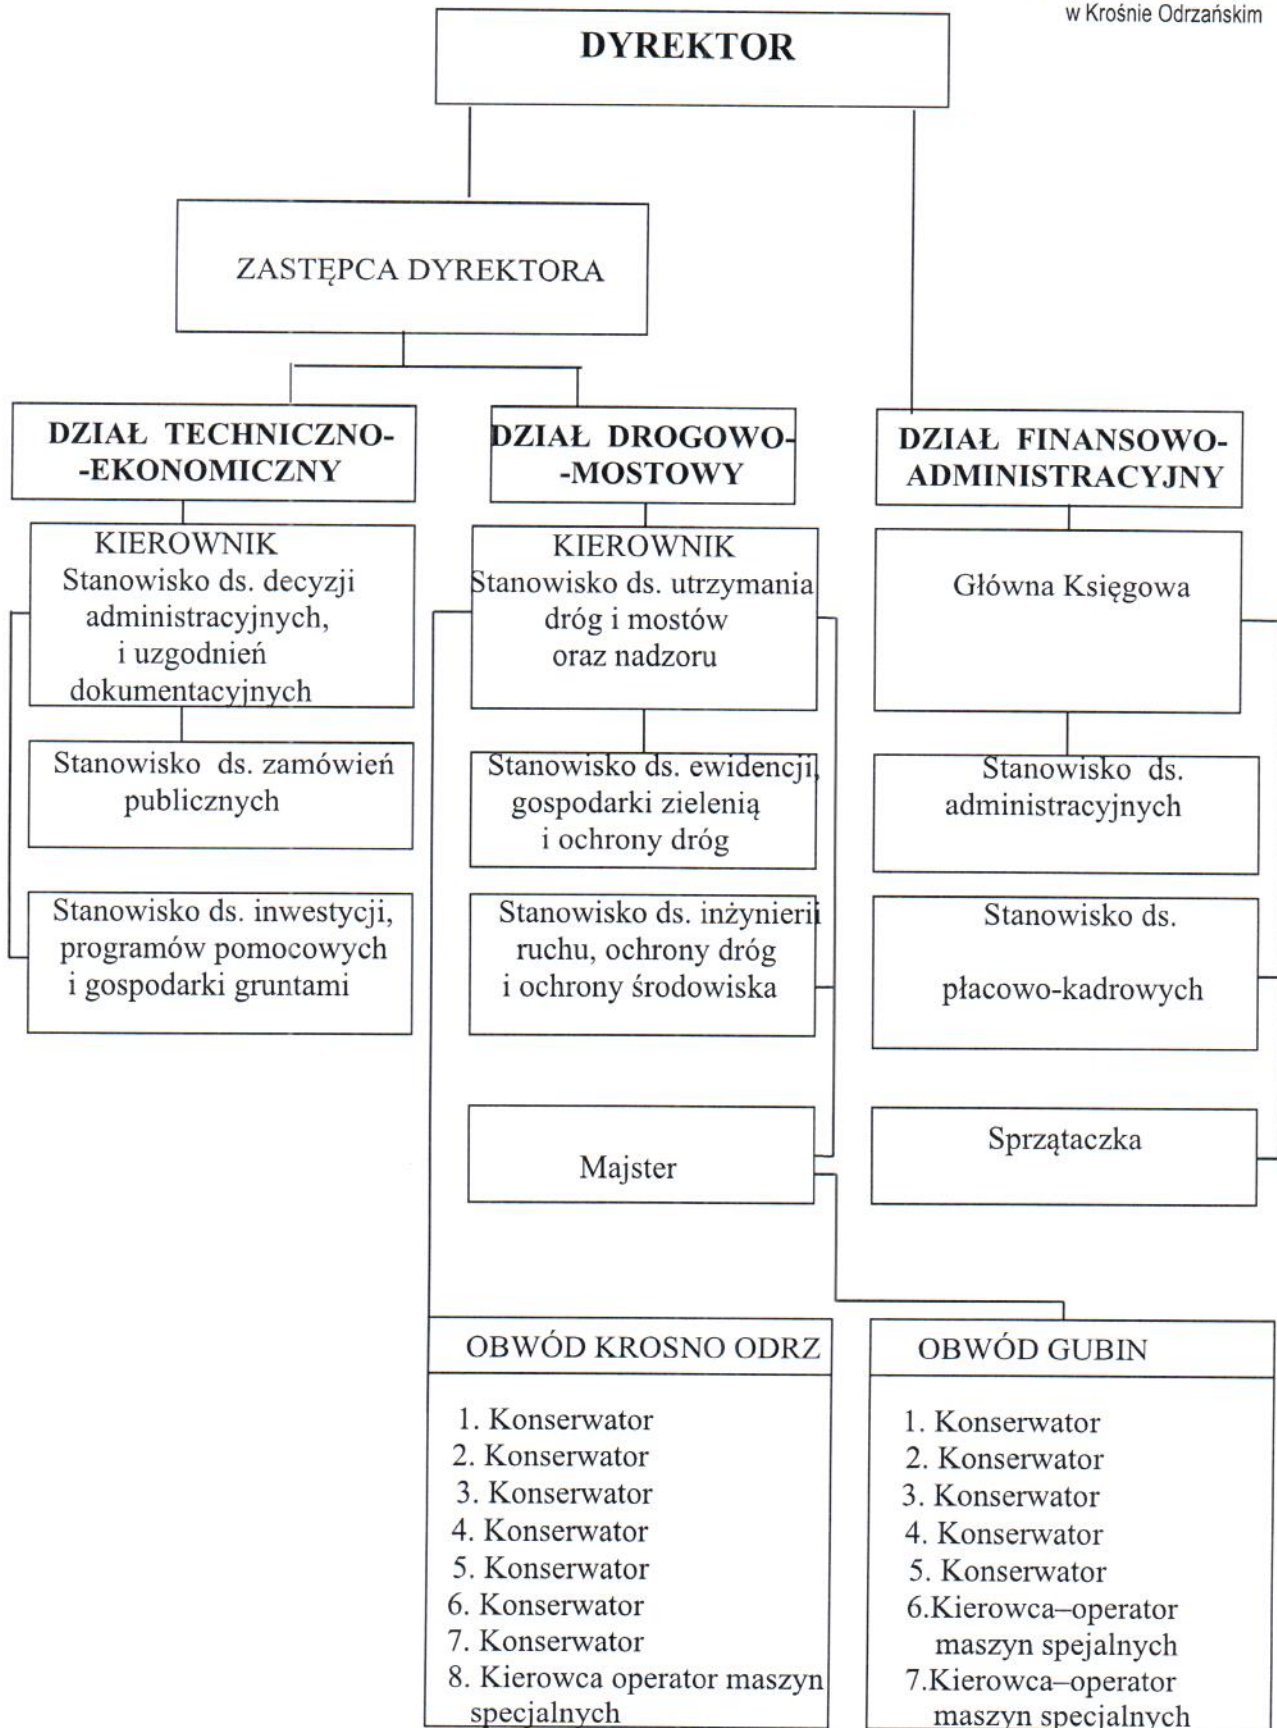 w Krośnie Odrzańskim
DYREKTOR
ZASTĘPCA DYREKTORA
DZIAŁ TECHNICZNO-
-EKONOMICZNY
KIEROWNIK
Stanowisko ds. decyzji
administracyjnych,
i uzgodnień
dokumentacyjnych
Stanowisko ds. zamówień
publicznych
Stanowisko ds. inwestycji,
programów pomocowych
i gospodarki gruntami
DZIAŁ DROGOWO-
-MOSTOWY
KIEROWNIK
Stanowisko ds. utrzymania
dróg i mostów
oraz nadzoru
Stanowisko ds. ewidencji,
gospodarki zielenią
i ochrony dróg
Stanowisko ds. inżynierii
ruchu, ochrony dróg
i ochrony środowiska
Majster
DZIAŁ FINANSOWO-
ADMINISTRACYJNY
Główna Księgowa
Stanowisko ds.
administracyjnych
Stanowisko ds.
płacowo-kadrowych
Sprzątaczka
OBWÓD KROSNO ODRZ
1. Konserwator
2. Konserwator
3. Konserwator
4. Konserwator
5. Konserwator
6. Konserwator
7. Konserwator
8. Kierowca operator maszyn
specjalnych
OBWÓD GUBIN
1. Konserwator
2. Konserwator
3. Konserwator
4. Konserwator
5. Konserwator
6.Kierowca–operator
maszyn spejalnych
7.Kierowca–operator
maszyn specjalnych